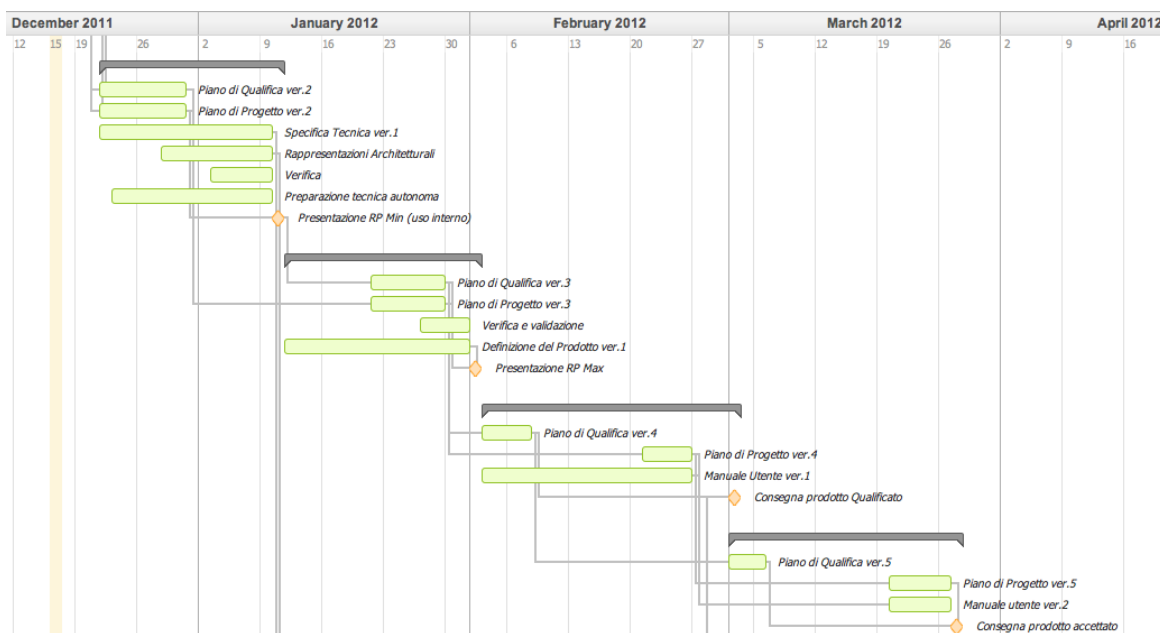 December 2011 January 2012 February 2012 March 2012 April 2012
12 15 19 26 2 9 16 23 30 6 13 20 27 5 12 19 26 2 9 16
Piano di Qualifica ver.2
Piano di Progetto ver.2
Specifica Tecnica ver.1
Rappresentazioni Architetturali
Verifica
Preparazione tecnica autonoma
Presentazione RP Min (uso interno)
Piano di Qualifica ver.3
Piano di Progetto ver.3
Verifica e validazione
Definizione del Prodotto ver.1
Presentazione RP Max
Piano di Qualifica ver.4
Piano di Progetto ver.4
Manuale Utente ver.1
Consegna prodotto Qualificato
Piano di Qualifica ver.5
Piano di Progetto ver.5
Manuale utente ver.2
Consegna prodotto accettato